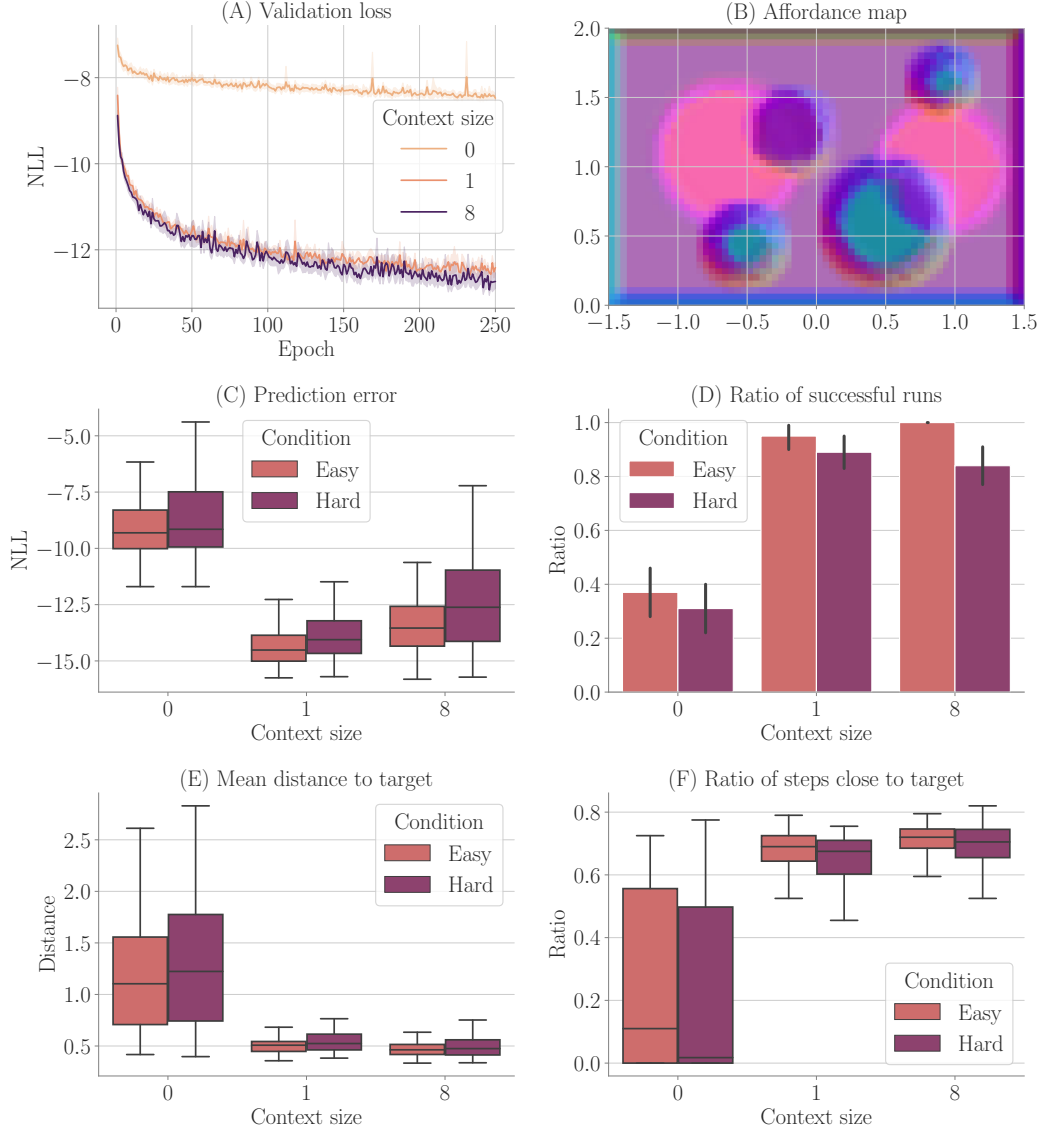 (A) Validation loss
−8
−10
−12
NLL
Context size
0
1
8
0
50
100
150
200
250
Epoch
(B) Affordance map
2.0
1.5
1.0
0.5
0.0
−1.5
−1.0
−0.5
0.0
0.5
1.0
1.5
(C) Prediction error
−5.0
−7.5
−10.0
−12.5
−15.0
NLL
Condition
Easy
Hard
0
1
8
Context size
(D) Ratio of successful runs
1.0
0.8
0.6
0.4
0.2
0.0
Ratio
Condition
Easy
Hard
0
1
8
Context size
(E) Mean distance to target
2.5
2.0
1.5
1.0
0.5
Distance
Condition
Easy
Hard
0
1
8
Context size
(F) Ratio of steps close to target
0.8
0.6
0.4
0.2
0.0
Ratio
Condition
Easy
Hard
0
1
8
Context size